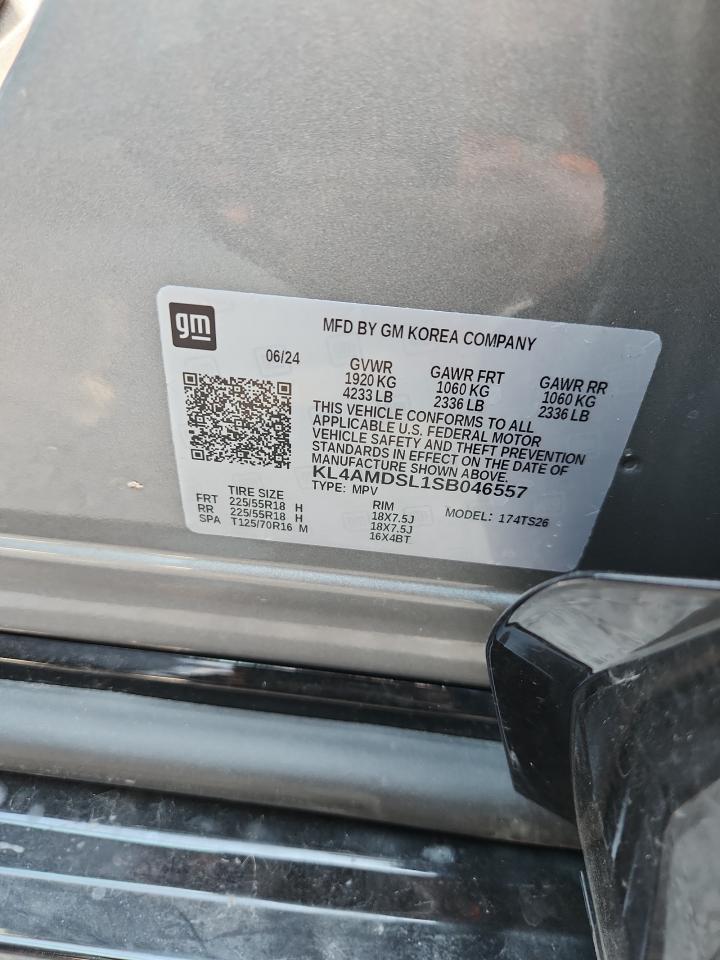 gm
MFD BY GM KOREA COMPANY
06/24
GVWR
1920 KG
4233 LB
GAWR FRT
1060 KG
2336 LB
GAWR RR
1060 KG
2336 LB
THIS VEHICLE CONFORMS TO ALL
APPLICABLE U.S. FEDERAL MOTOR
VEHICLE SAFETY AND THEFT PREVENTION
STANDARDS IN EFFECT ON THE DATE OF
MANUFACTURE SHOWN ABOVE.
KL4AMDSL1SB046557
TYPE: MPV
MODEL: 174TS26
TIRE SIZE RIM
FRT 225/55R18 H 18X7.5J
RR 225/55R18 H 18X7.5J
SPA T125/70R16 M 16X4BT